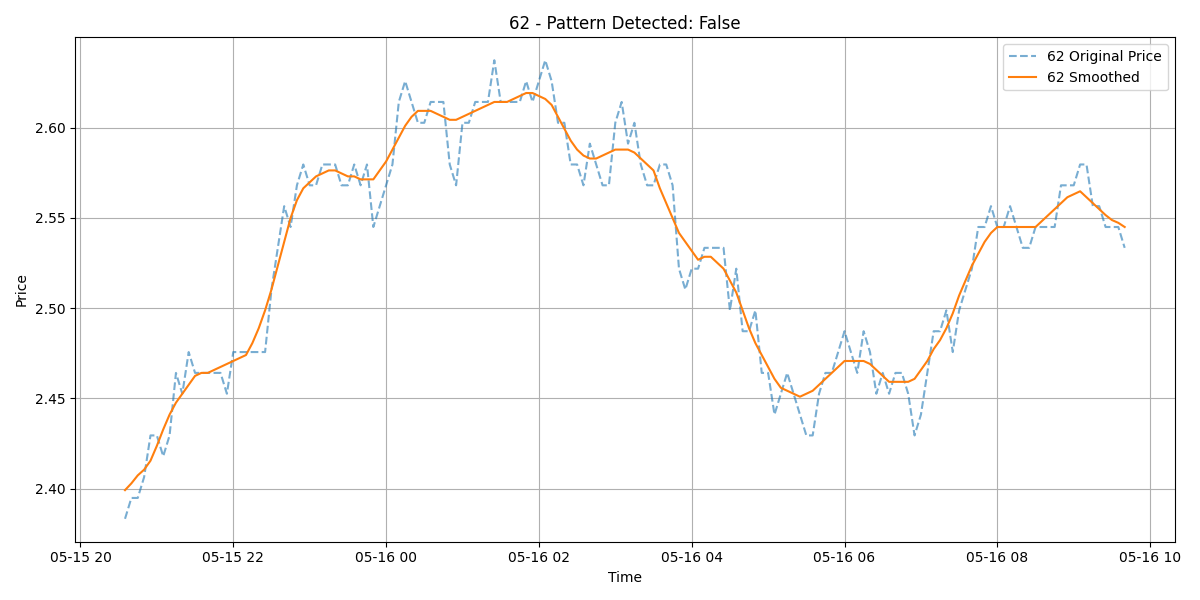 62 - Pattern Detected: False
62 Original Price
62 Smoothed
Price
2.60
2.55
2.50
2.45
2.40
05-15 20 05-15 22 05-16 00 05-16 02 05-16 04 05-16 06 05-16 08 05-16 10
Time